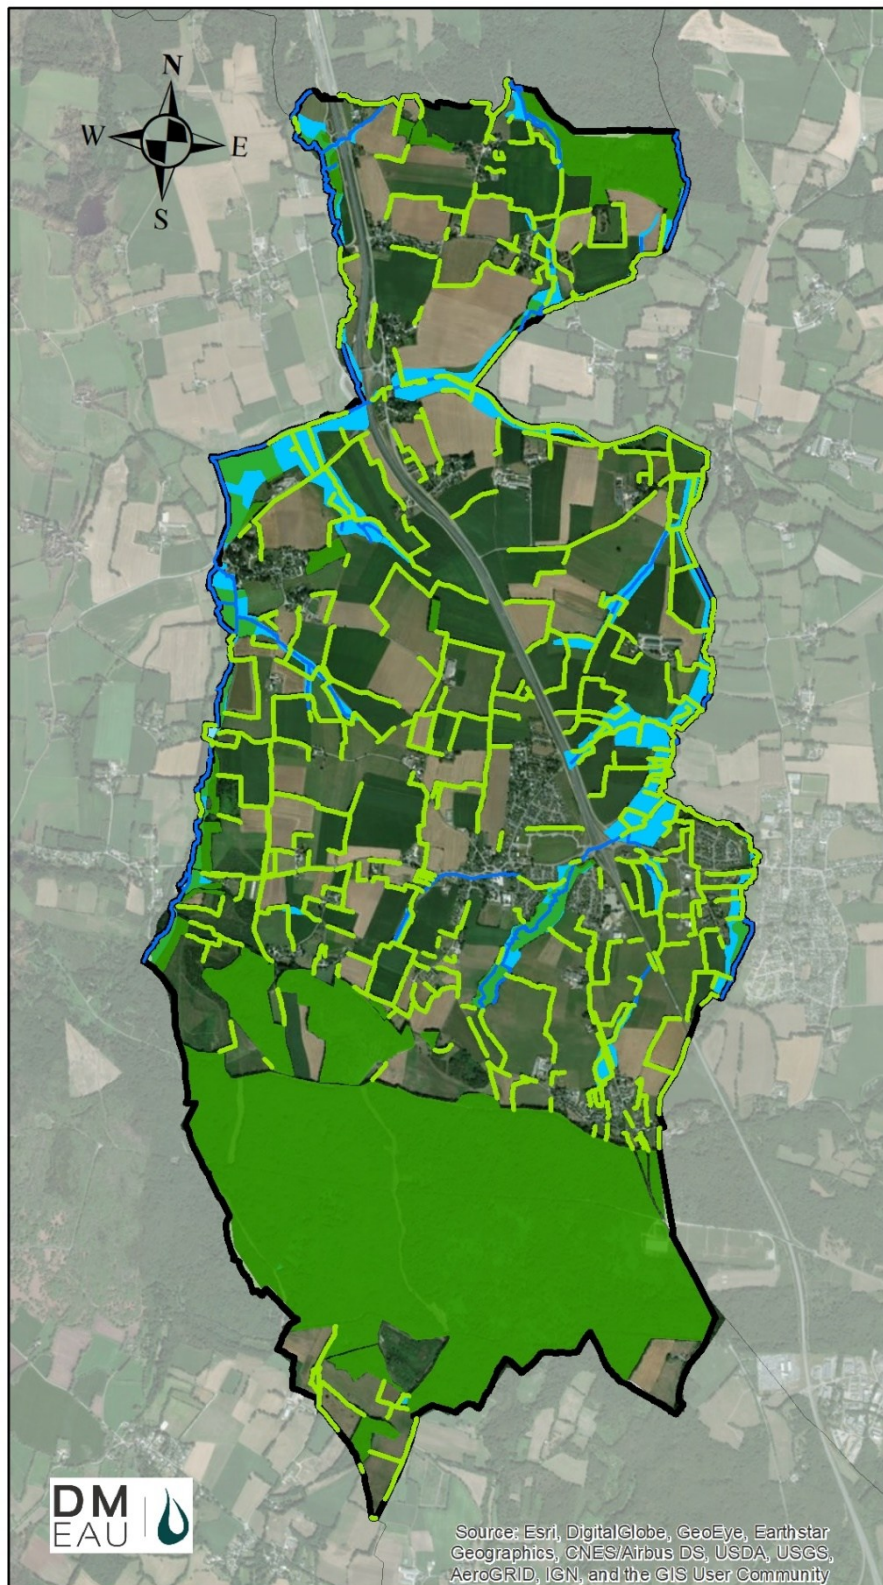 N
W
E
S
DM
EAU
Source: Esri, DigitalGlobe, GeoEye, Earthstar
Geographics, CNES/Airbus DS, USDA, USGS,
AeroGRID, IGN, and the GIS User Community